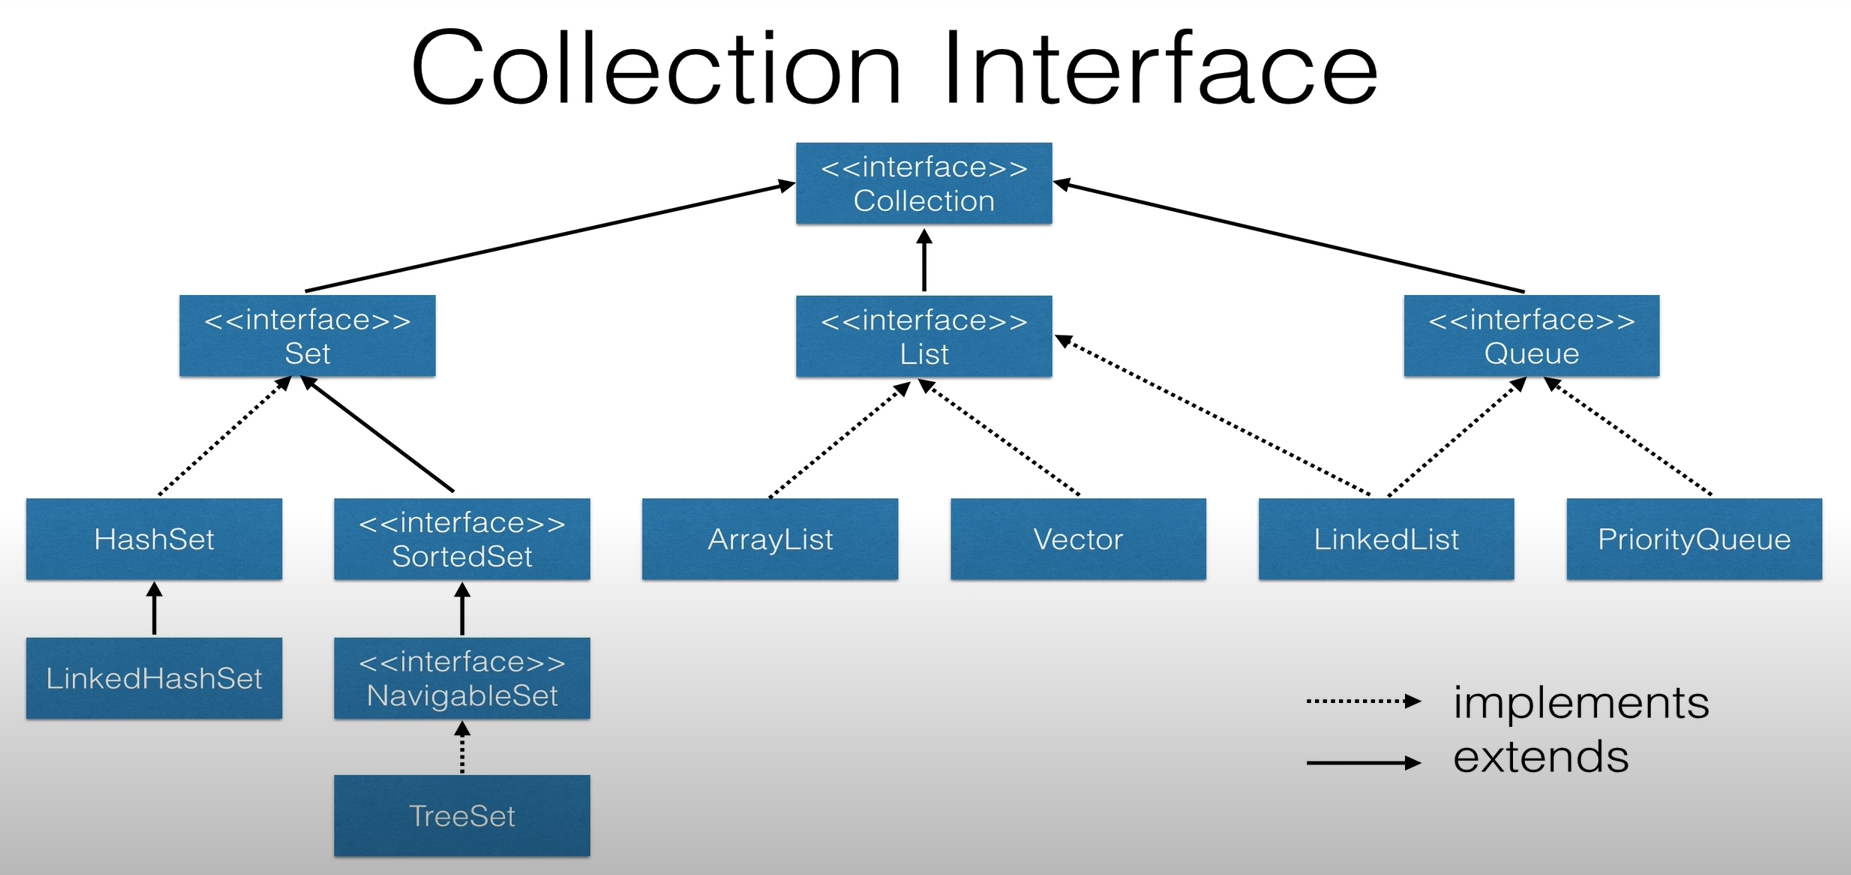 Collection Interface
<<interface>>
Collection
<<interface>>
Set
<<interface>>
List
<<interface>>
Queue
HashSet
<<interface>>
SortedSet
ArrayList
Vector
LinkedList
PriorityQueue
LinkedHashSet
<<interface>>
NavigableSet
implements
extends
TreeSet